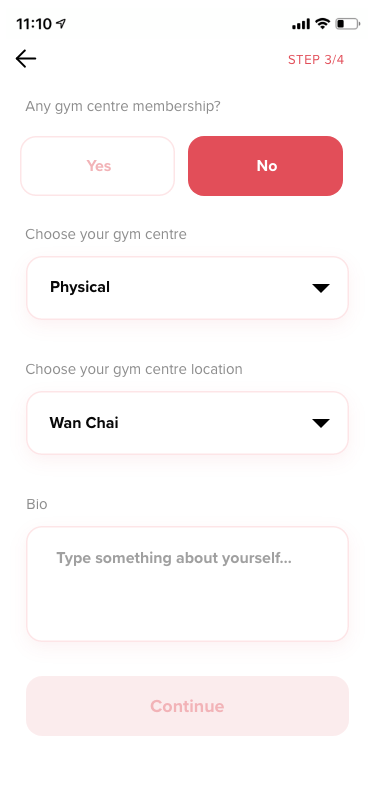 11:10
STEP 3/4
Any gym centre membership?
Yes No
Choose your gym centre
Physical
Choose your gym centre location
Wan Chai
Bio
Type something about yourself...
Continue